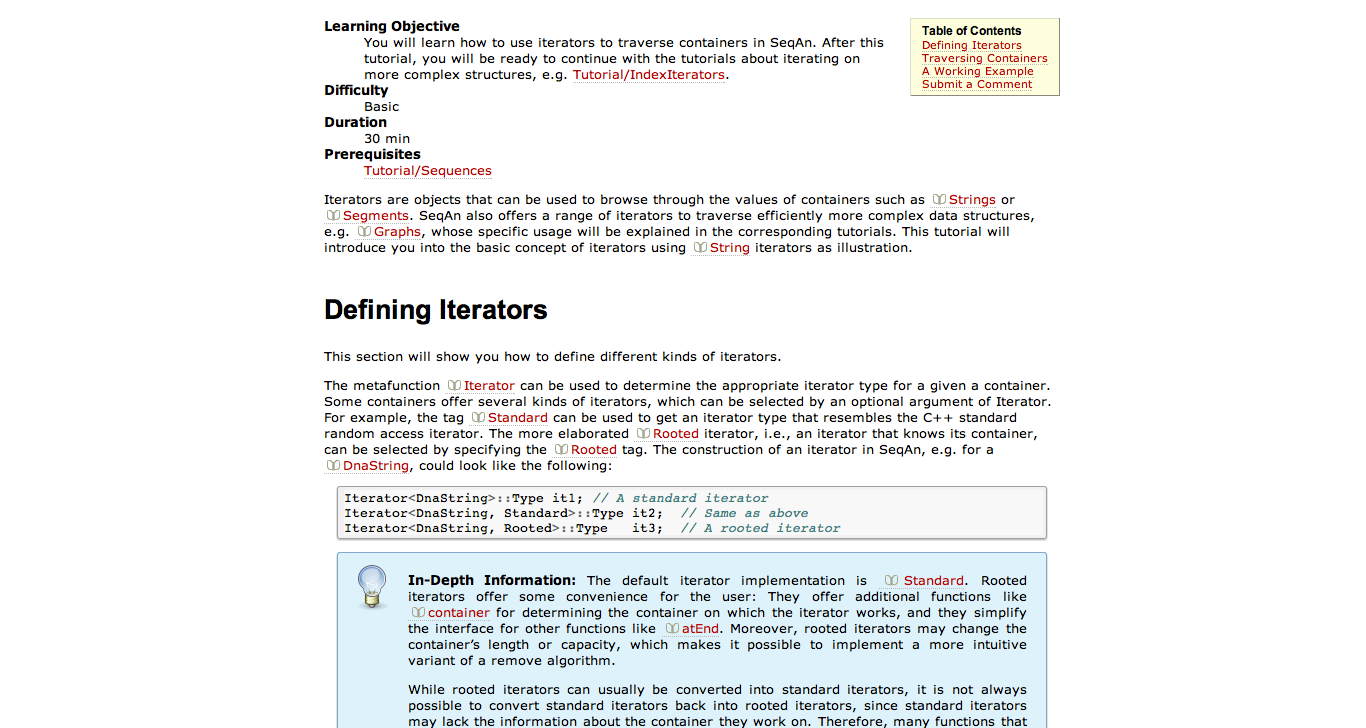 Learning Objective
You will learn how to use iterators to traverse containers in SeqAn. After this
tutorial, you will be ready to continue with the tutorials about iterating on
more complex structures, e.g. Tutorial/IndexIterators.
Difficulty
Basic
Duration
30 min
Prerequisites
Tutorial/Sequences
Table of Contents
Defining Iterators
Traversing Containers
A Working Example
Submit a Comment
Iterators are objects that can be used to browse through the values of containers such as Strings or
Segments. SeqAn also offers a range of iterators to traverse efficiently more complex data structures,
e.g. Graphs, whose specific usage will be explained in the corresponding tutorials. This tutorial will
introduce you into the basic concept of iterators using String iterators as illustration.
Defining Iterators
This section will show you how to define different kinds of iterators.
The metafunction Iterator can be used to determine the appropriate iterator type for a given a container.
Some containers offer several kinds of iterators, which can be selected by an optional argument of Iterator.
For example, the tag Standard can be used to get an iterator type that resembles the C++ standard
random access iterator. The more elaborated Rooted iterator, i.e., an iterator that knows its container,
can be selected by specifying the Rooted tag. The construction of an iterator in SeqAn, e.g. for a
DnaString, could look like the following:
Iterator<DnaString>::Type it1; // A standard iterator
Iterator<DnaString, Standard>::Type it2;  // Same as above
Iterator<DnaString, Rooted>::Type   it3;  // A rooted iterator
In-Depth Information: The default iterator implementation is Standard. Rooted
iterators offer some convenience for the user: They offer additional functions like
container for determining the container on which the iterator works, and they simplify
the interface for other functions like atEnd. Moreover, rooted iterators may change the
container's length or capacity, which makes it possible to implement a more intuitive
variant of a remove algorithm.
While rooted iterators can usually be converted into standard iterators, it is not always
possible to convert standard iterators back into rooted iterators, since standard iterators
may lack the information about the container they work on. Therefore, many functions that